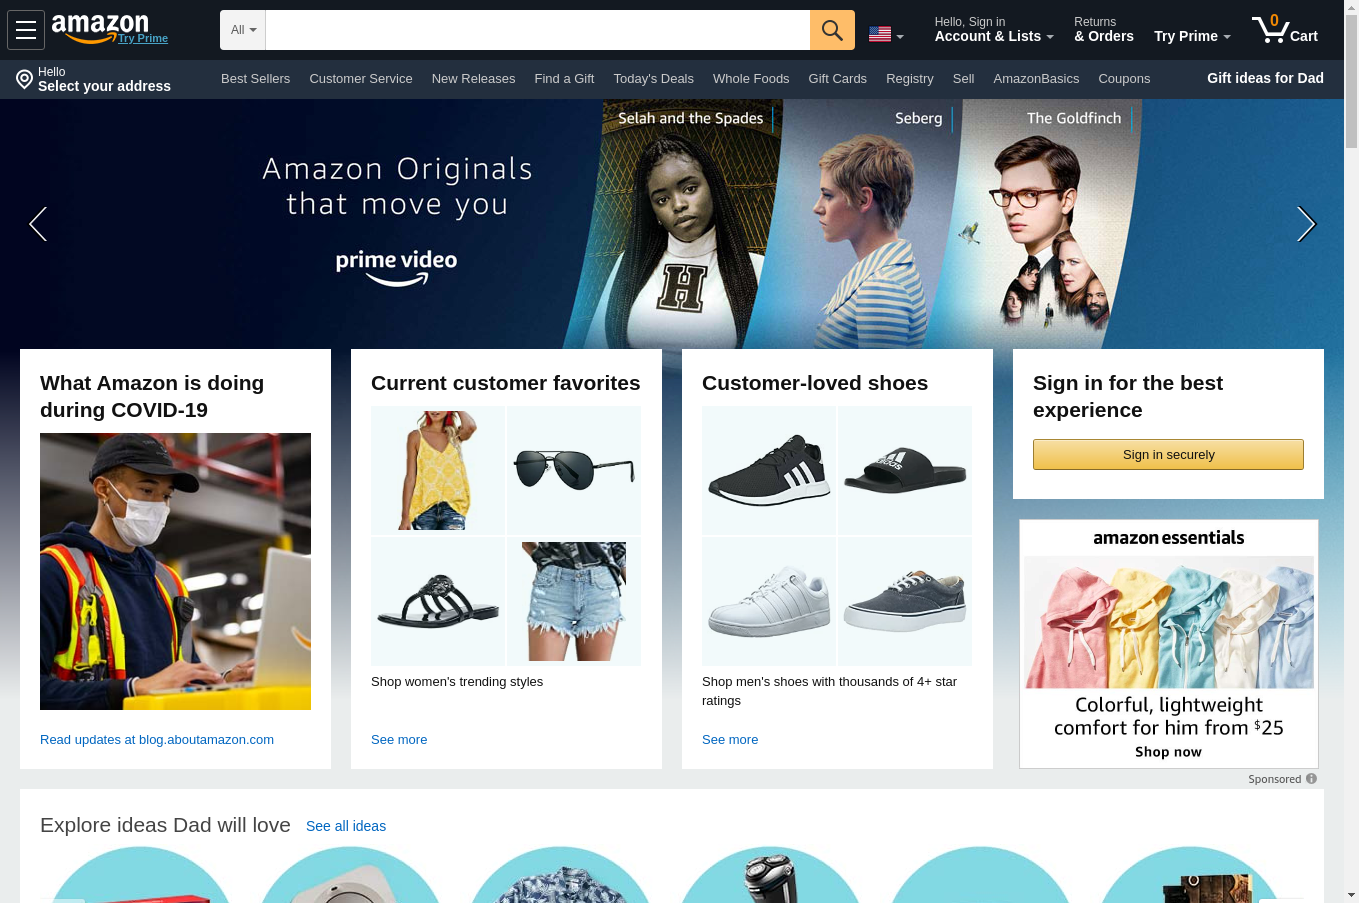 amazon
Try Prime
All
Hello, Sign in
Account & Lists
Returns
& Orders
Try Prime
0
Cart
Hello
Select your address
Best Sellers
Customer Service
New Releases
Find a Gift
Today's Deals
Whole Foods
Gift Cards
Registry
Sell
AmazonBasics
Coupons
Gift ideas for Dad
Selah and the Spades
Seberg
The Goldfinch
Amazon Originals
that move you
prime video
H
What Amazon is doing
during COVID-19
Read updates at blog.aboutamazon.com
Current customer favorites
Shop women's trending styles
See more
Customer-loved shoes
adidas
Shop men's shoes with thousands of 4+ star
ratings
See more
Sign in for the best
experience
Sign in securely
amazon essentials
Colorful, lightweight
comfort for him from $25
Shop now
Sponsored
Explore ideas Dad will love
See all ideas